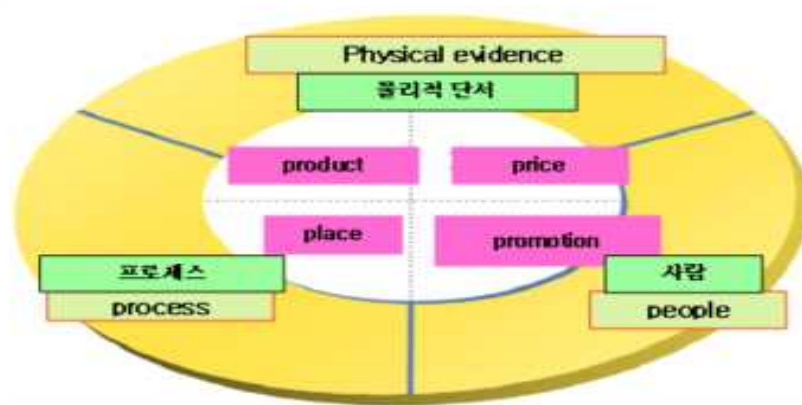 Physical evidence
물리적 단서
product
price
place
promotion
프로세스
process
사람
people